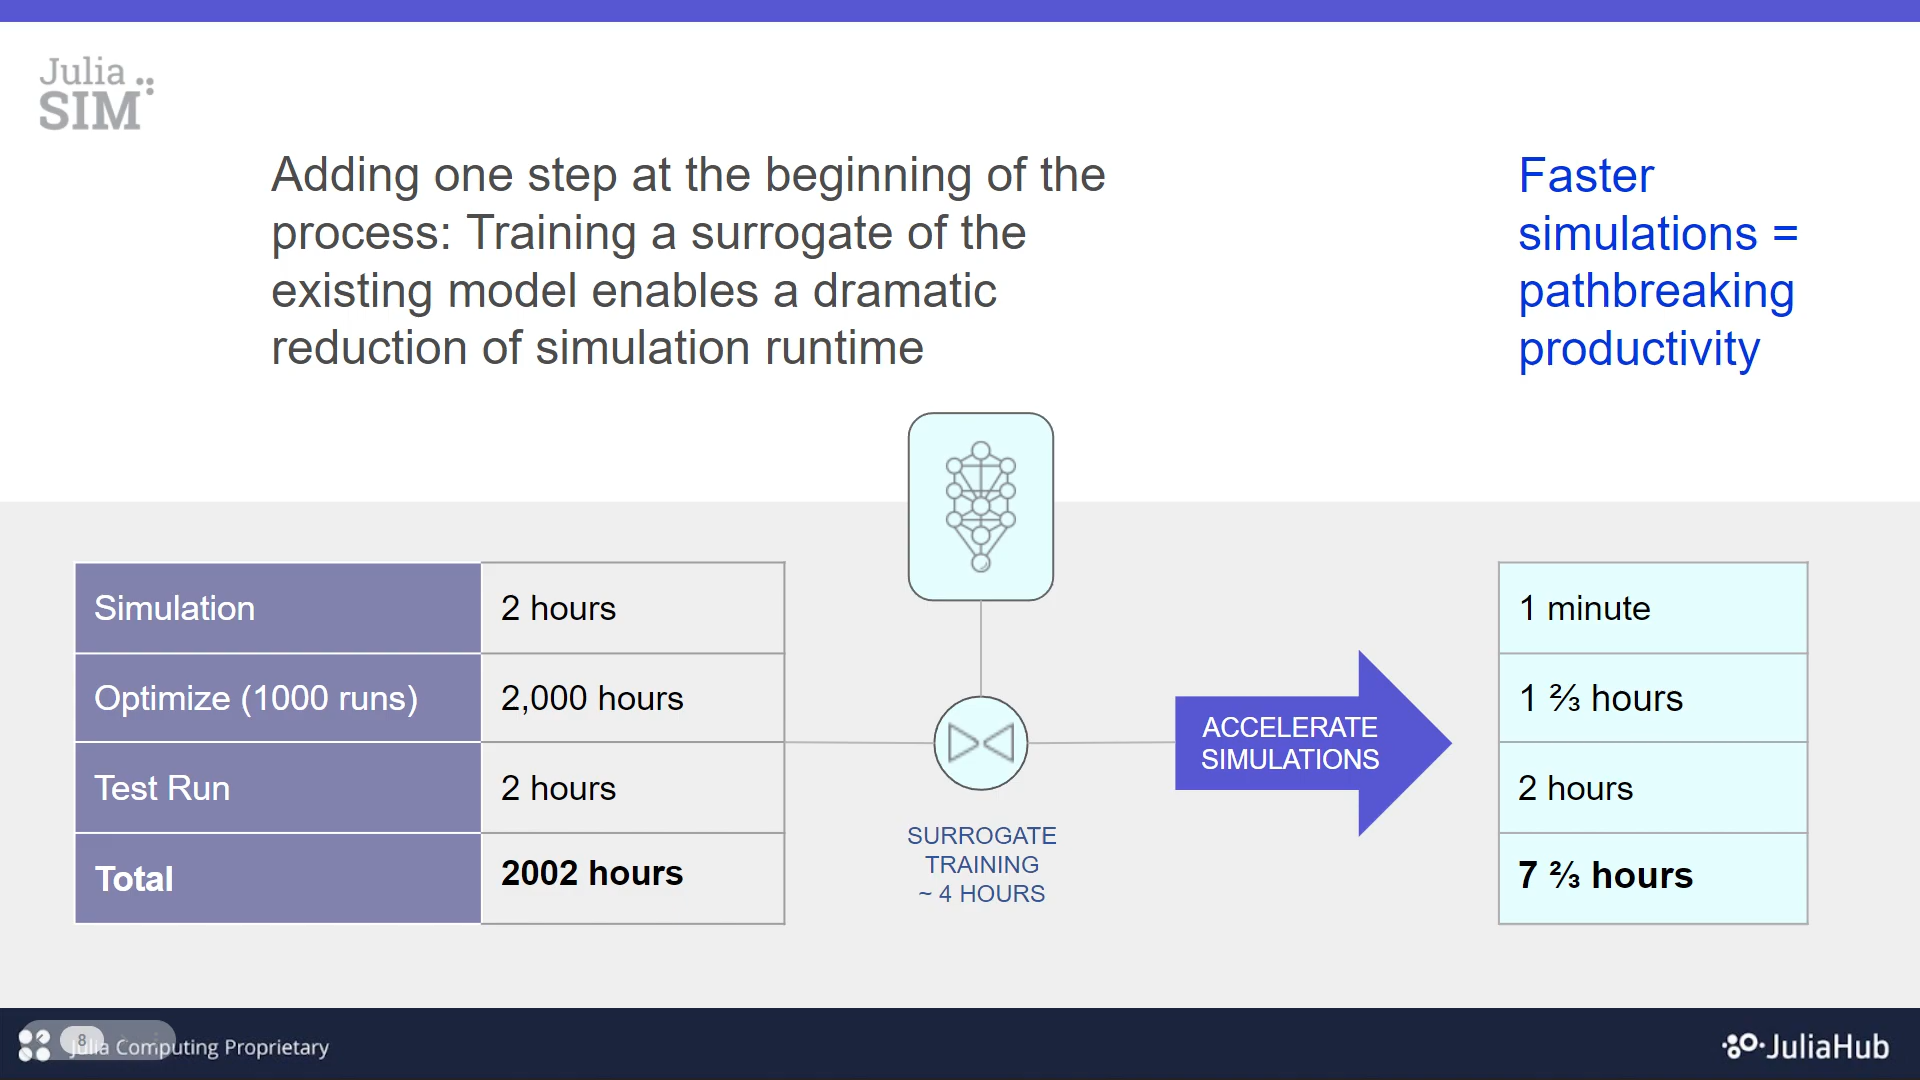 Julia
SIM
Adding one step at the beginning of the
process: Training a surrogate of the
existing model enables a dramatic
reduction of simulation runtime
Faster
simulations =
pathbreaking
productivity
Simulation
2 hours
1 minute
Optimize (1000 runs)
2,000 hours
1 ⅔ hours
Test Run
2 hours
2 hours
Total
2002 hours
7 ⅔ hours
SURROGATE
TRAINING
~ 4 HOURS
ACCELERATE
SIMULATIONS
8
Julia Computing Proprietary
JuliaHub